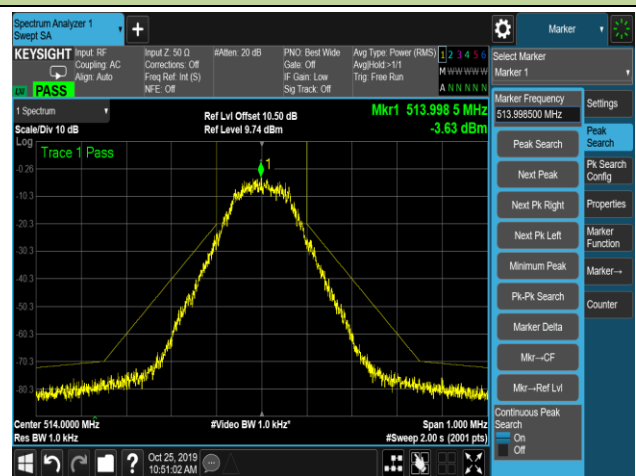 Spectrum Analyzer 1
Swept SA
+
Marker
KEYSIGHT
Input: RF
Coupling: AC
Align: Auto
Input Z: 50 Ω
Corrections: Off
Freq Ref: Int (S)
NFE: Off
#Atten: 20 dB
PNO: Best Wide
Gate: Off
IF Gain: Low
Sig Track: Off
Avg Type: Power (RMS)
Avg|Hold:>1/1
Trig: Free Run
1 2 3 4 5 6
M W W W W W
A N N N N N
LXI
PASS
Select Marker
Marker 1
1 Spectrum
Scale/Div 10 dB
Ref Lvl Offset 10.50 dB
Ref Level 9.74 dBm
Mkr1 513.998 5 MHz
-3.63 dBm
Log
Trace 1 Pass
1
-0.26
-10.3
-20.3
-30.3
-40.3
-50.3
-60.3
-70.3
-80.3
Center 514.0000 MHz
Res BW 1.0 kHz
#Video BW 1.0 kHz*
Span 1.000 MHz
#Sweep 2.00 s (2001 pts)
Marker Frequency
513.998500 MHz
Peak Search
Next Peak
Next Pk Right
Next Pk Left
Minimum Peak
Pk-Pk Search
Marker Delta
Mkr→CF
Mkr→Ref Lvl
Continuous Peak
Search
On
Off
Settings
Peak
Search
Pk Search
Config
Properties
Marker
Function
Marker→
Counter
?
Oct 25, 2019
10:51:02 AM